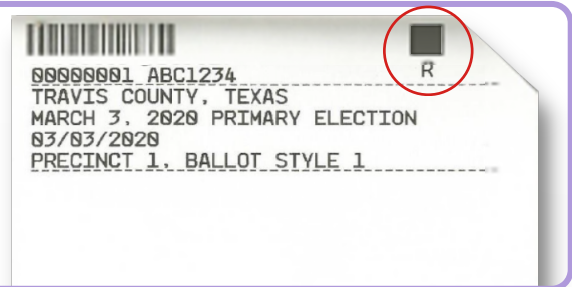 R
00000001 ABC1234
TRAVIS COUNTY, TEXAS
MARCH 3, 2020 PRIMARY ELECTION
03/03/2020
PRECINCT 1, BALLOT STYLE 1